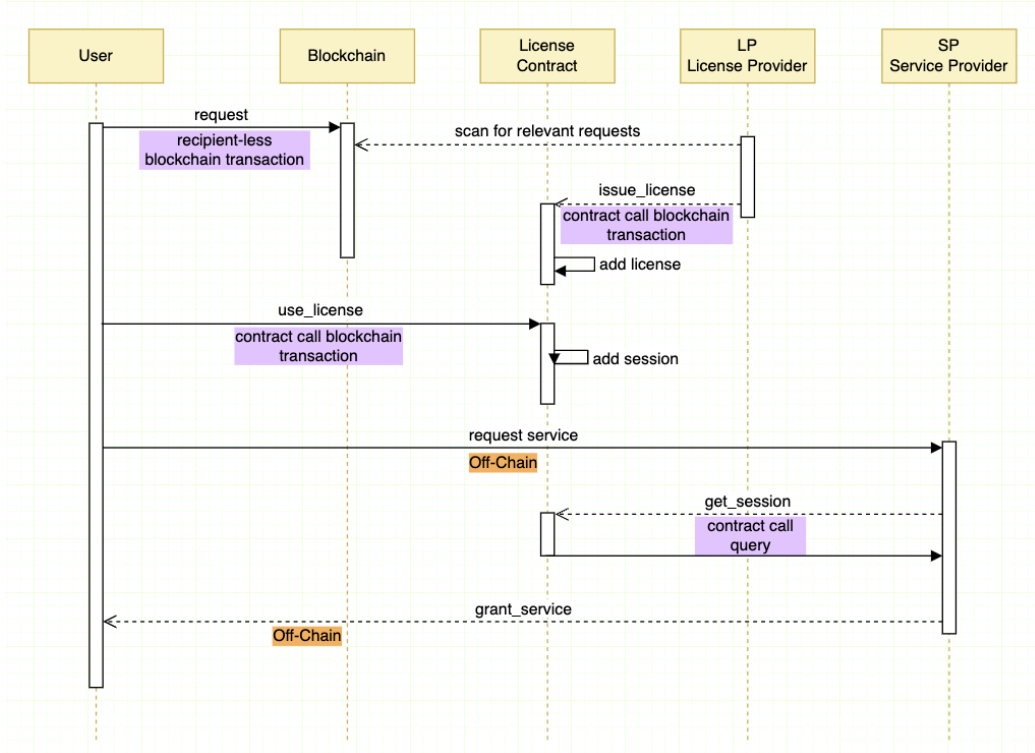 User
Blockchain
License
Contract
LP
License Provider
SP
Service Provider
request
recipient-less
blockchain transaction
scan for relevant requests
issue_license
contract call blockchain
transaction
add license
use_license
contract call blockchain
transaction
add session
request service
Off-Chain
get_session
contract call
query
grant_service
Off-Chain